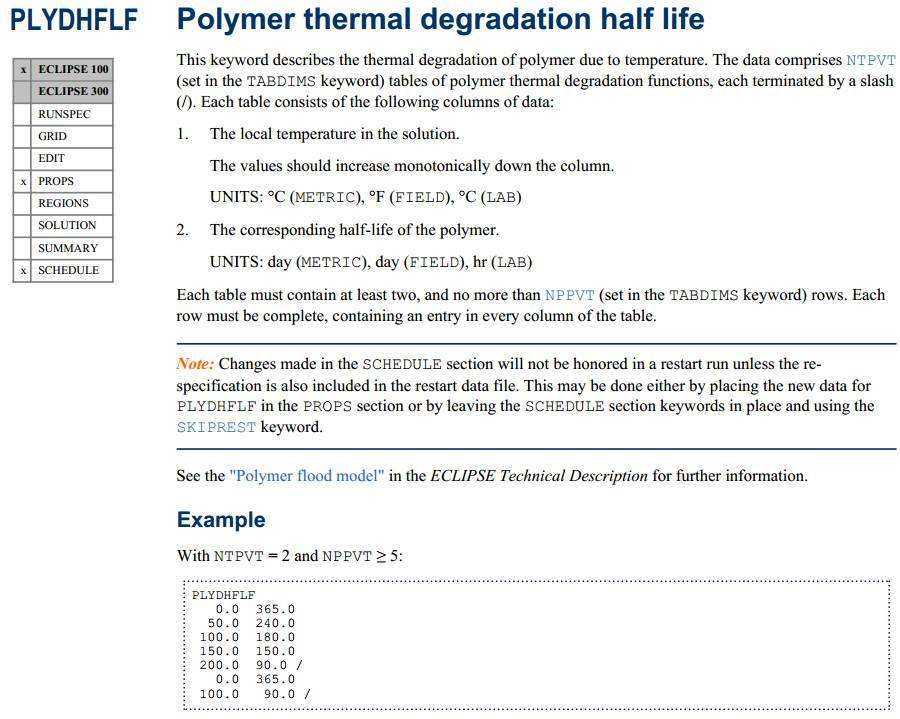 PLYDHFLF
Polymer thermal degradation half life
x ECLIPSE 100
ECLIPSE 300
RUNSPEC
GRID
EDIT
x PROPS
REGIONS
SOLUTION
SUMMARY
x SCHEDULE
This keyword describes the thermal degradation of polymer due to temperature. The data comprises NTPVT
(set in the TABDIMS keyword) tables of polymer thermal degradation functions, each terminated by a slash
(/). Each table consists of the following columns of data:
1. The local temperature in the solution.
The values should increase monotonically down the column.
UNITS: °C (METRIC), °F (FIELD), °C (LAB)
2. The corresponding half-life of the polymer.
UNITS: day (METRIC), day (FIELD), hr (LAB)
Each table must contain at least two, and no more than NPPVT (set in the TABDIMS keyword) rows. Each
row must be complete, containing an entry in every column of the table.
Note: Changes made in the SCHEDULE section will not be honored in a restart run unless the re-
specification is also included in the restart data file. This may be done either by placing the new data for
PLYDHFLF in the PROPS section or by leaving the SCHEDULE section keywords in place and using the
SKIPREST keyword.
See the "Polymer flood model" in the ECLIPSE Technical Description for further information.
Example
With NTPVT = 2 and NPPVT ≥ 5:
PLYDHFLF
0.0 365.0
50.0 240.0
100.0 180.0
150.0 150.0
200.0 90.0 /
0.0 365.0
100.0 90.0 /